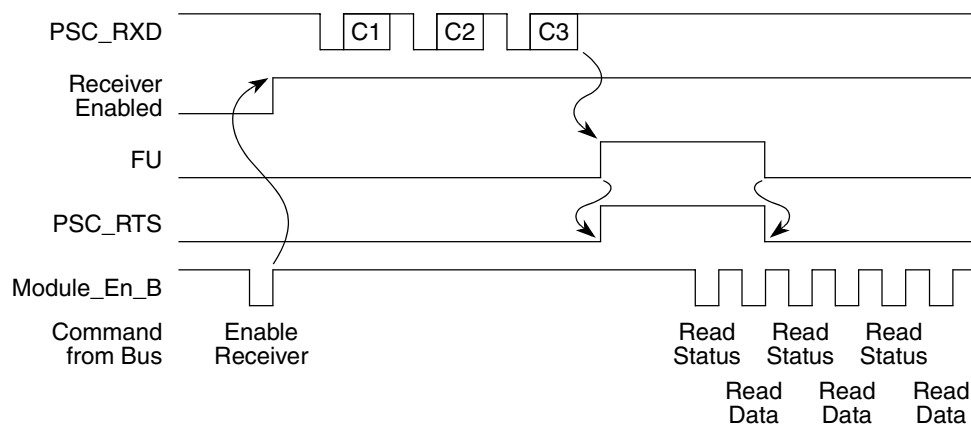 PSC_RXD
C1 C2 C3
Receiver
Enabled
FU
PSC_RTS
Module_En_B
Command
from Bus
Enable
Receiver
Read
Status
Read
Status
Read
Status
Read
Data
Read
Data
Read
Data